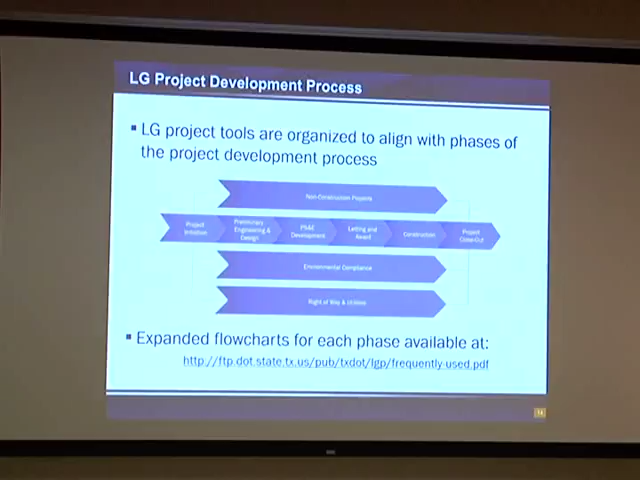 LG Project Development Process
▪ LG project tools are organized to align with phases of
the project development process
Non-Construction Projects
Project
Initiation
Preliminary
Engineering &
Design
PS&E
Development
Letting and
Award
Construction
Project
Close-Out
Environmental Compliance
Right of Way & Utilities
▪ Expanded flowcharts for each phase available at:
http://ftp.dot.state.tx.us/pub/txdot/lgp/frequently-used.pdf
14